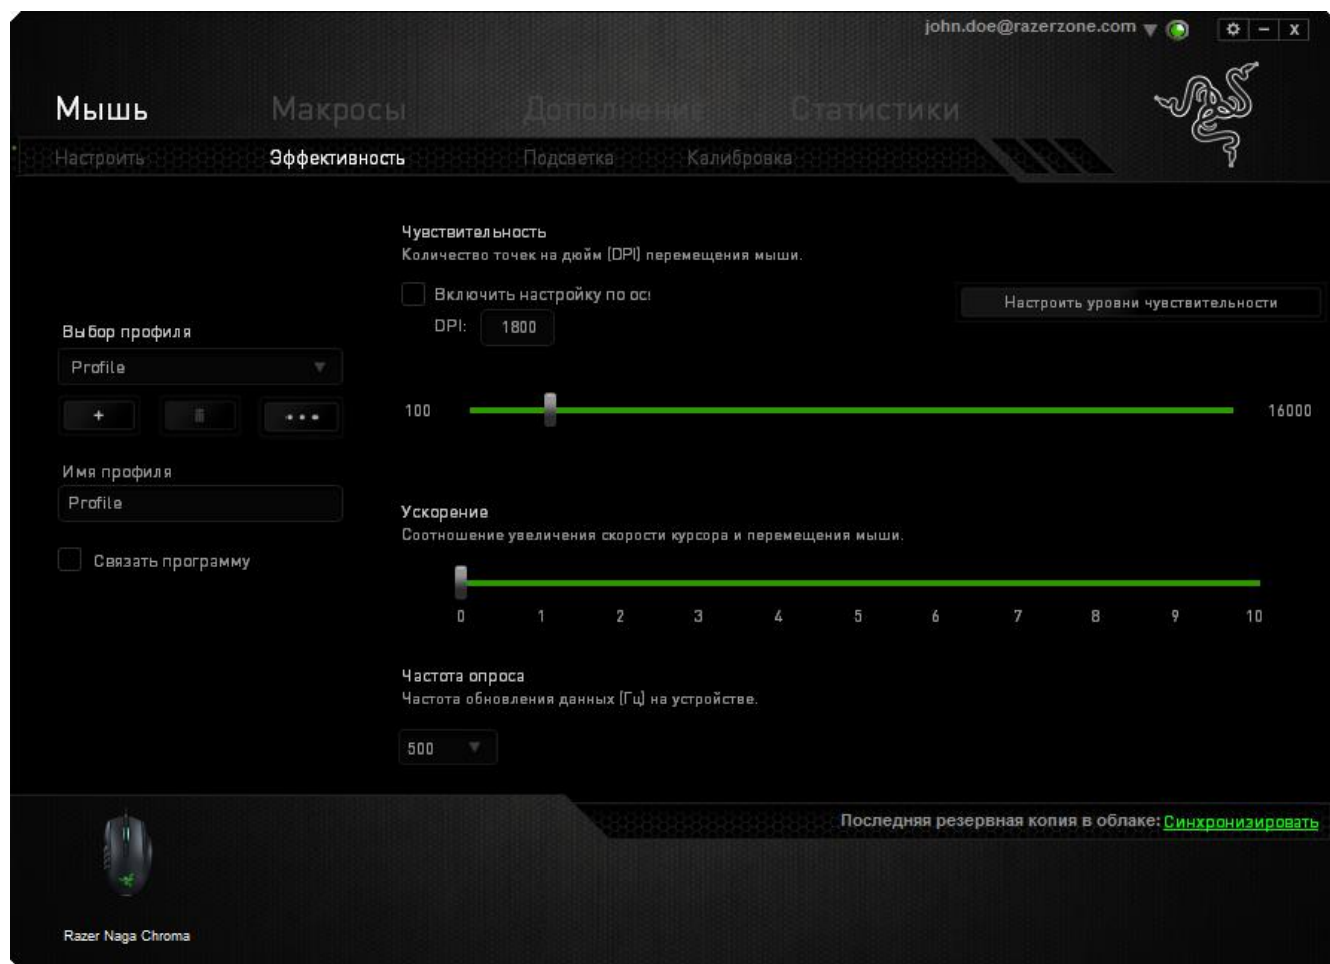 john.doe@razerzone.com
Мышь Макросы Дополнения Статистики
Настроить Эффективность Подсветка Калибровка
Чувствительность
Количество точек на дюйм (DPI) перемещения мыши.
Включить настройку по ос
Настроить уровни чувствительности
DPI: 1800
100 16000
Выбор профиля
Profile
Имя профиля
Profile
Связать программу
Ускорение
Соотношение увеличения скорости курсора и перемещения мыши.
0 1 2 3 4 5 6 7 8 9 10
Частота опроса
Частота обновления данных (Гц) на устройстве.
500
Последняя резервная копия в облаке: Синхронизировать
Razer Naga Chroma